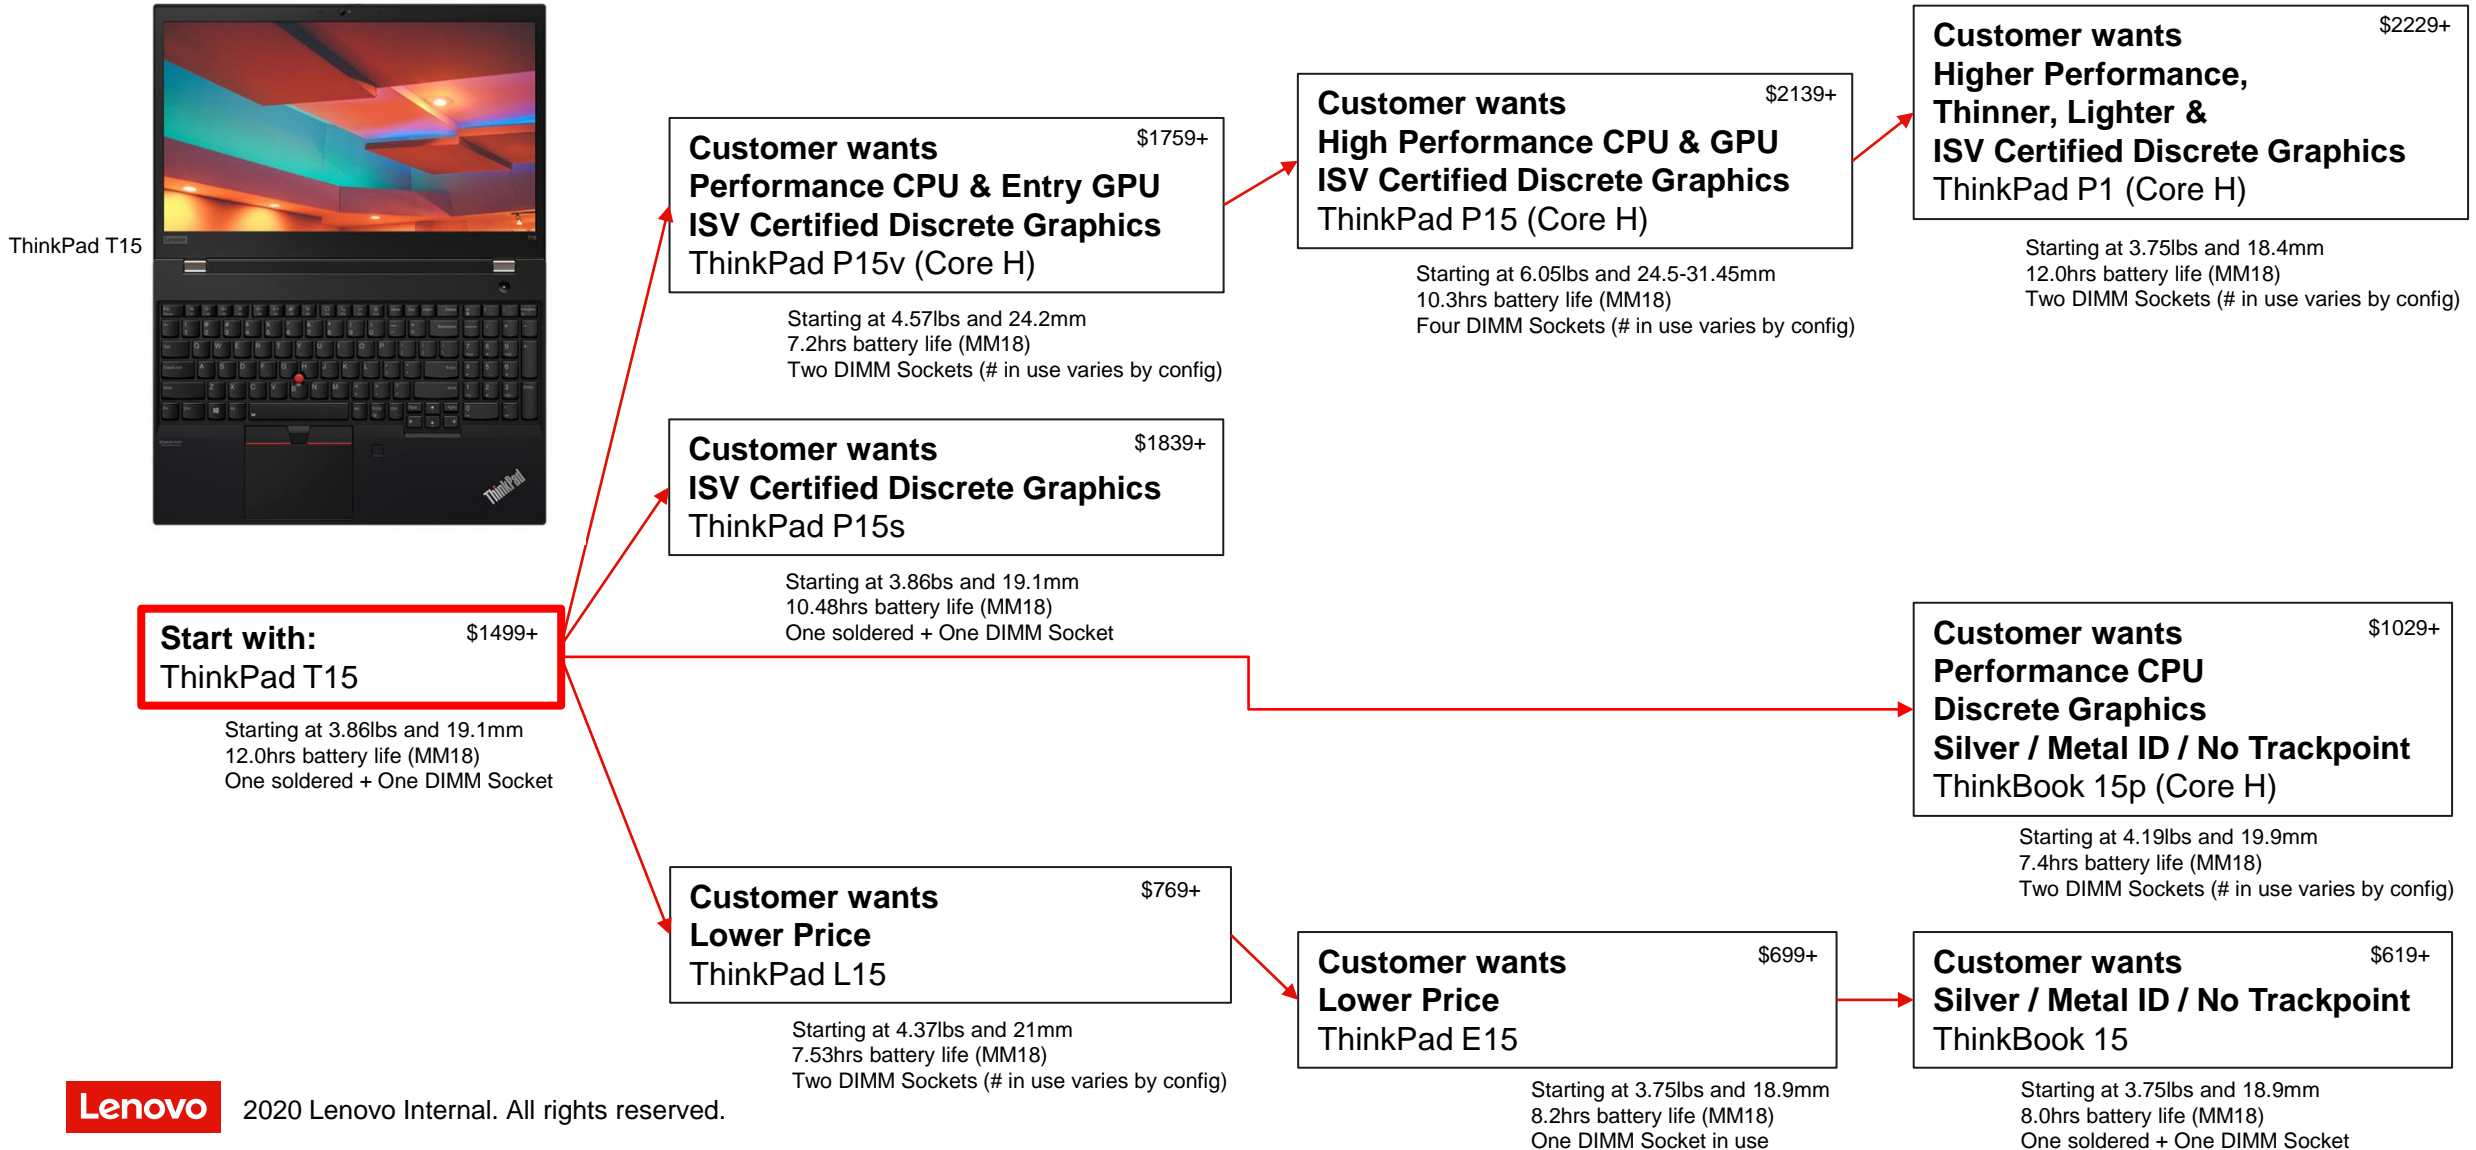 ThinkPad T15
ThinkPad
Start with:
$1499+
ThinkPad T15
Starting at 3.86lbs and 19.1mm
12.0hrs battery life (MM18)
One soldered + One DIMM Socket
Customer wants
$1759+
Performance CPU & Entry GPU
ISV Certified Discrete Graphics
ThinkPad P15v (Core H)
Starting at 4.57lbs and 24.2mm
7.2hrs battery life (MM18)
Two DIMM Sockets (# in use varies by config)
Customer wants
$2139+
High Performance CPU & GPU
ISV Certified Discrete Graphics
ThinkPad P15 (Core H)
Starting at 6.05lbs and 24.5-31.45mm
10.3hrs battery life (MM18)
Four DIMM Sockets (# in use varies by config)
Customer wants
$2229+
Higher Performance,
Thinner, Lighter &
ISV Certified Discrete Graphics
ThinkPad P1 (Core H)
Starting at 3.75lbs and 18.4mm
12.0hrs battery life (MM18)
Two DIMM Sockets (# in use varies by config)
Customer wants
$1839+
ISV Certified Discrete Graphics
ThinkPad P15s
Starting at 3.86bs and 19.1mm
10.48hrs battery life (MM18)
One soldered + One DIMM Socket
Customer wants
$1029+
Performance CPU
Discrete Graphics
Silver / Metal ID / No Trackpoint
ThinkBook 15p (Core H)
Starting at 4.19lbs and 19.9mm
7.4hrs battery life (MM18)
Two DIMM Sockets (# in use varies by config)
Customer wants
$769+
Lower Price
ThinkPad L15
Starting at 4.37lbs and 21mm
7.53hrs battery life (MM18)
Two DIMM Sockets (# in use varies by config)
Customer wants
$699+
Lower Price
ThinkPad E15
Starting at 3.75lbs and 18.9mm
8.2hrs battery life (MM18)
One DIMM Socket in use
Customer wants
$619+
Silver / Metal ID / No Trackpoint
ThinkBook 15
Starting at 3.75lbs and 18.9mm
8.0hrs battery life (MM18)
One soldered + One DIMM Socket
Lenovo
2020 Lenovo Internal. All rights reserved.